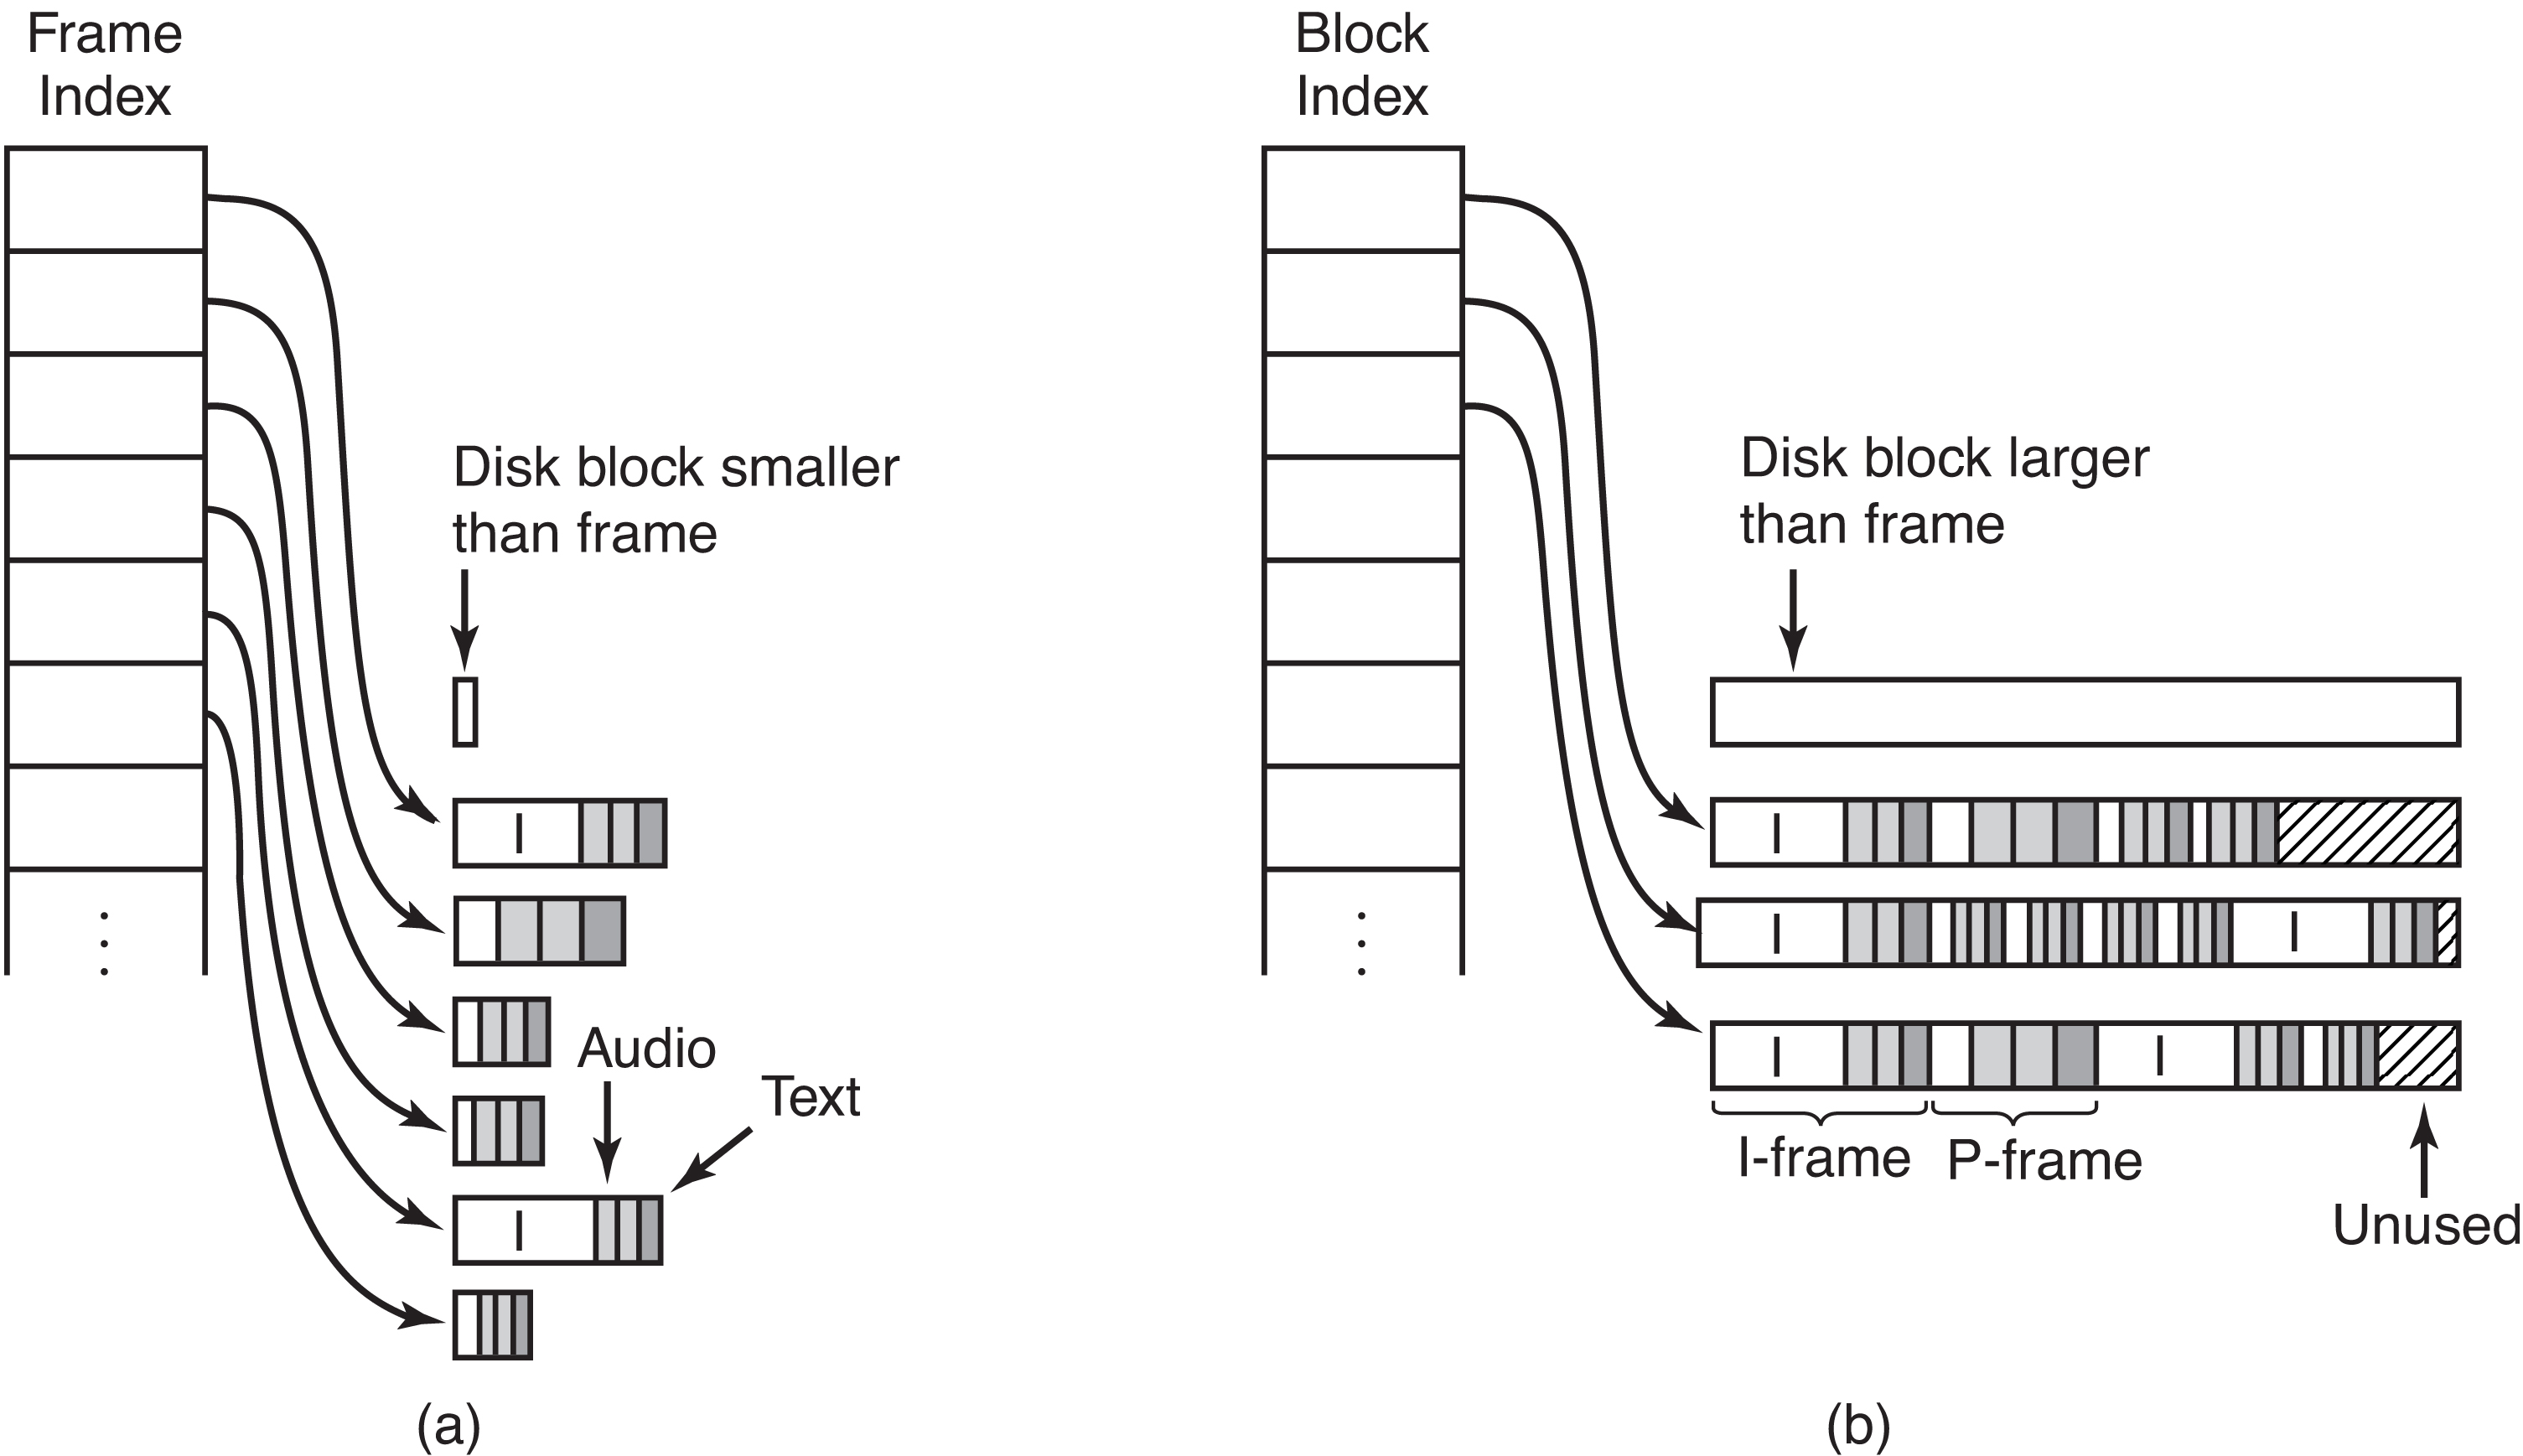 Frame
Index
Disk block smaller
than frame
I
Audio
Text
I
(a)
Block
Index
Disk block larger
than frame
I
I
I
I
I
I-frame
P-frame
Unused
(b)